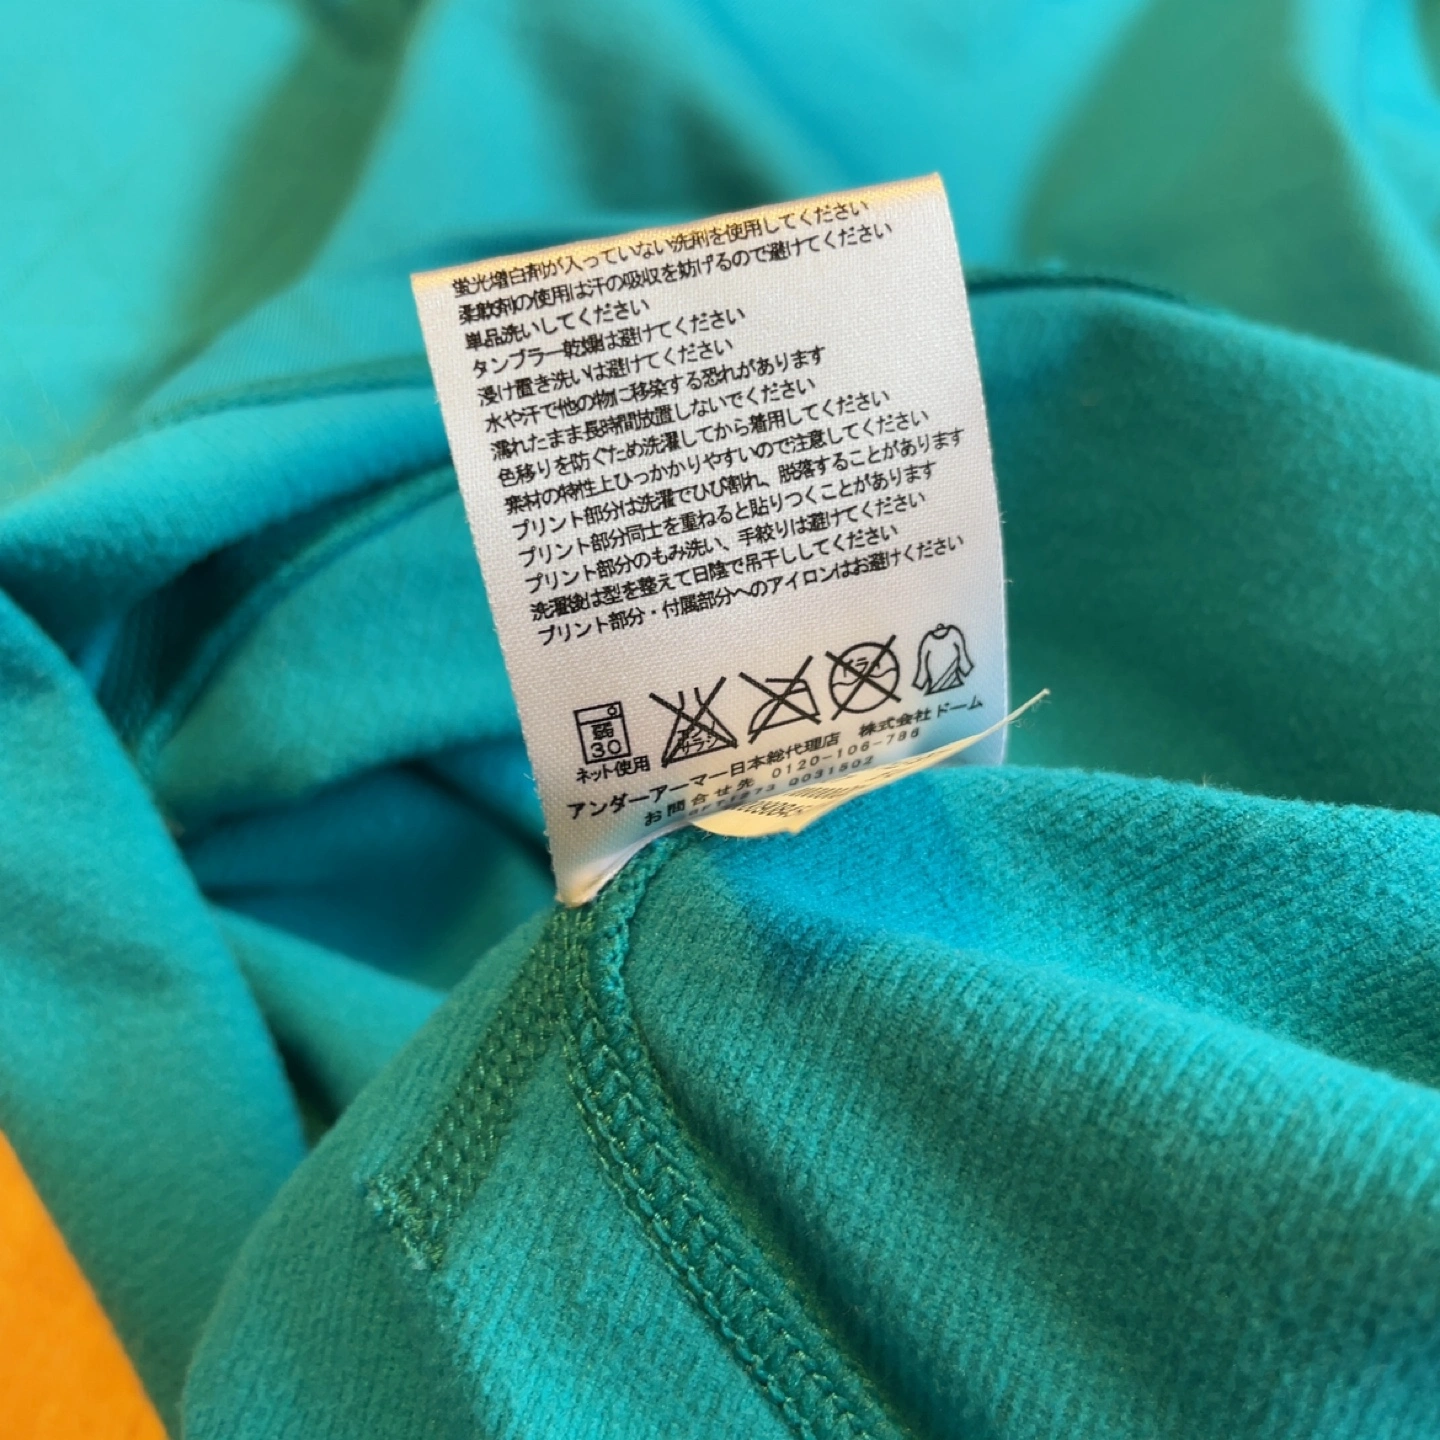 蛍光増白剤が入っていない洗剤を使用してください
柔軟剤の使用は汗の吸収を妨げるので避けてください
単品洗いしてください
タンブラー乾燥は避けてください
浸け置き洗いは避けてください
水や汗で他の物に移染する恐れがあります
濡れたまま長時間放置しないでください
色移りを防ぐため洗濯してから着用してください
素材の特性上ひっかかりやすいので注意してください
プリント部分は洗濯でひび割れ、脱落することがあります
プリント部分同士を重ねると貼りつくことがあります
プリント部分のもみ洗い、手絞りは避けてください
洗濯後は型を整えて日陰で吊干ししてください
プリント部分・付属部分へのアイロンはお避けください
弱
30
エンソ
サラシ
ドライ
ネット使用
アンダーアーマー日本総代理店 株式会社ドーム
お問合せ先 0120-106-786
Q031502